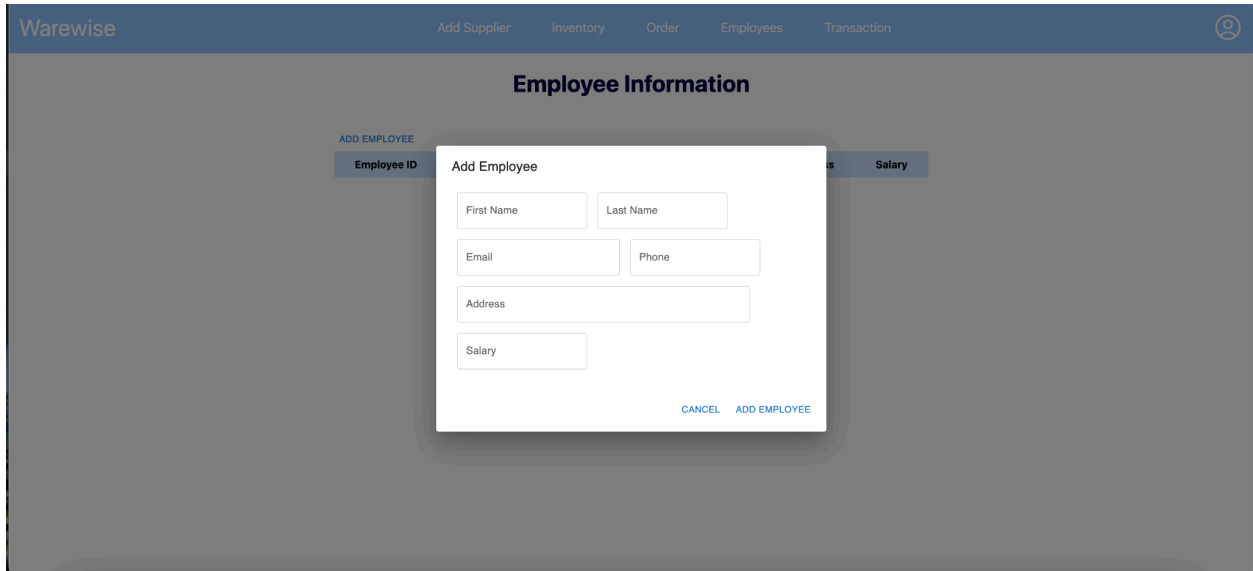 Warewise Add Supplier Inventory Order Employees Transaction
Employee Information
ADD EMPLOYEE
Employee ID ss Salary
Add Employee
First Name Last Name
Email Phone
Address
Salary
CANCEL ADD EMPLOYEE